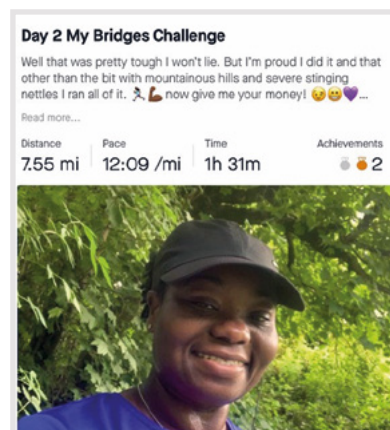 Day 2 My Bridges Challenge
Well that was pretty tough I won't lie. But I'm proud I did it and that
other than the bit with mountainous hills and severe stinging
nettles I ran all of it. 🏃🏿‍♀️💪🏿 now give me your money! 😉😀💜....
Read more...
Distance Pace Time Achievements
7.55 mi 12:09 /mi 1h 31m 2